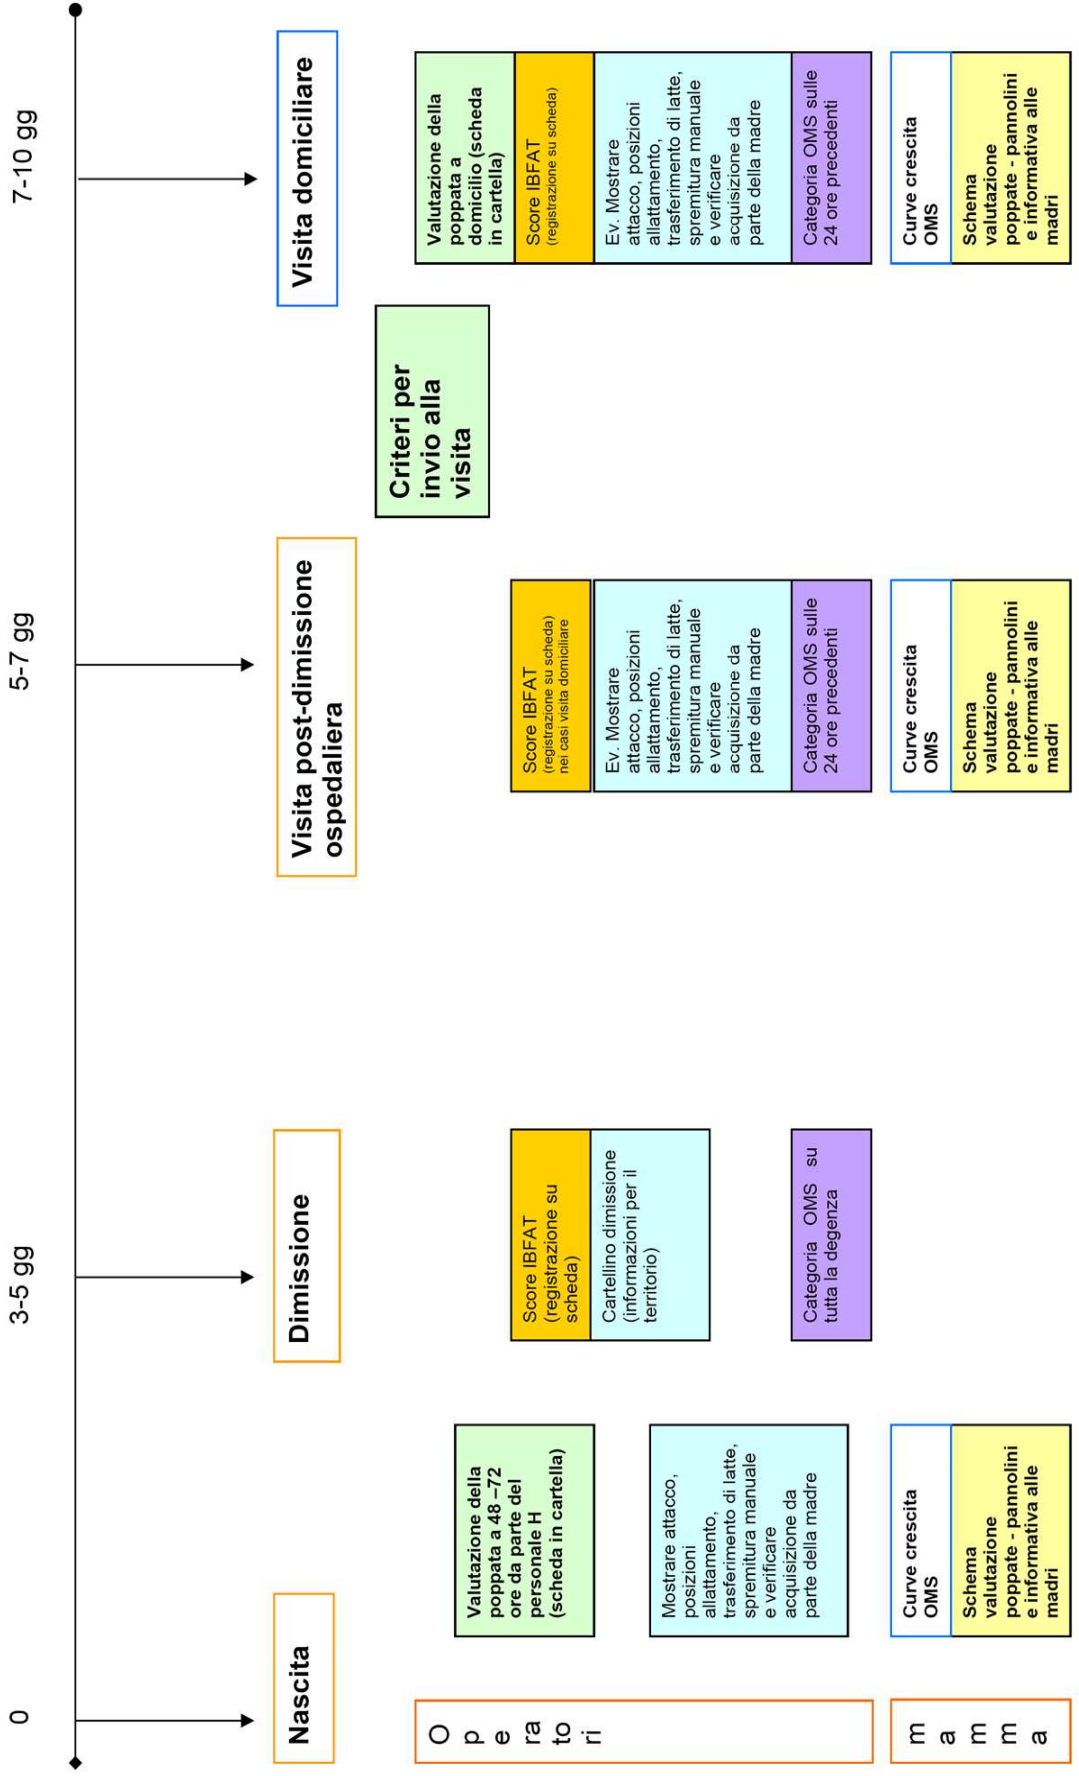 0
3-5 gg
5-7 gg
7-10 gg
Nascita
Dimissione
Visita post-dimissione
ospedaliera
Visita domiciliare
Criteri per
invio alla
visita
O
p
e
ra
to
ri
Valutazione della
poppata a 48 –72
ore da parte del
personale H
(scheda in cartella)
Mostrare attacco,
posizioni
allattamento,
trasferimento di latte,
spremitura manuale
e verificare
acquisizione da
parte della madre
Score IBFAT
(registrazione su
scheda)
Cartellino dimissione
(informazioni per il
territorio)
Categoria OMS su
tutta la degenza
Score IBFAT
(registrazione su scheda)
nei casi visita domiciliare
Ev. Mostrare
attacco, posizioni
allattamento,
trasferimento di latte,
spremitura manuale
e verificare
acquisizione da
parte della madre
Categoria OMS sulle
24 ore precedenti
Valutazione della
poppata a
domicilio (scheda
in cartella)
Score IBFAT
(registrazione su scheda)
Ev. Mostrare
attacco, posizioni
allattamento,
trasferimento di latte,
spremitura manuale
e verificare
acquisizione da
parte della madre
Categoria OMS sulle
24 ore precedenti
m
a
m
m
a
Curve crescita
OMS
Schema
valutazione
poppate - pannolini
e informativa alle
madri
Curve crescita
OMS
Schema
valutazione
poppate - pannolini
e informativa alle
madri
Curve crescita
OMS
Schema
valutazione
poppate - pannolini
e informativa alle
madri